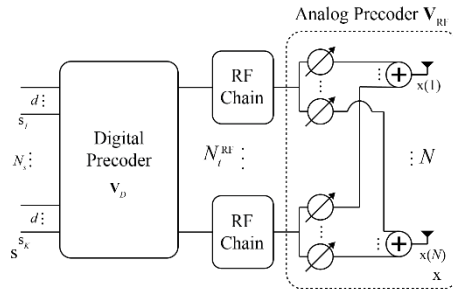 Analog Precoder V_RF
RF
Chain
d
s_1
x(1)
Digital
Precoder
V_D
N_s
N_t^RF
N
d
RF
Chain
s_K
s
x(N)
x